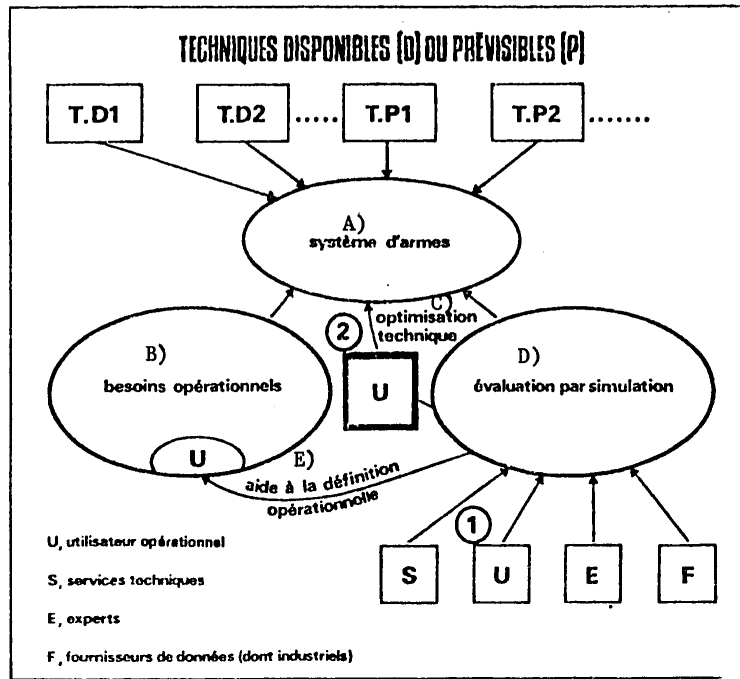 TECHNIQUES DISPONIBLES (D) OU PRÉVISIBLES (P)
T.D1
T.D2 .....
T.P1
T.P2 .......
A)
système d'armes
C)
optimisation
technique
2
B)
besoins opérationnels
U
D)
évaluation par simulation
U
E)
aide à la définition
opérationnelle
1
S
U
E
F
U, utilisateur opérationnel
S, services techniques
E, experts
F, fournisseurs de données (dont industriels)